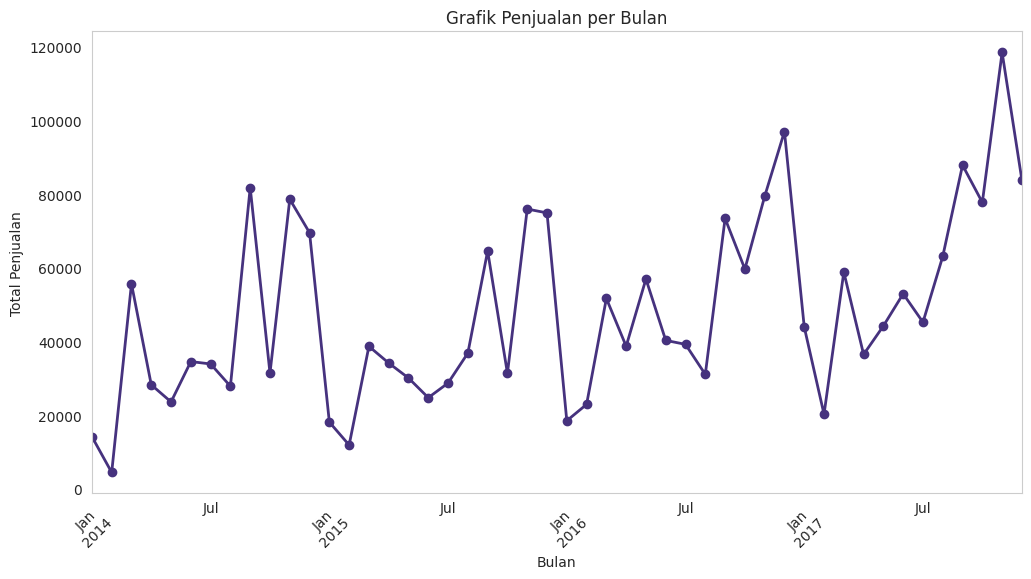 Grafik Penjualan per Bulan
Total Penjualan
120000
100000
80000
60000
40000
20000
0
Jan
2014
Jul
Jan
2015
Jul
Jan
2016
Jul
Jan
2017
Jul
Bulan